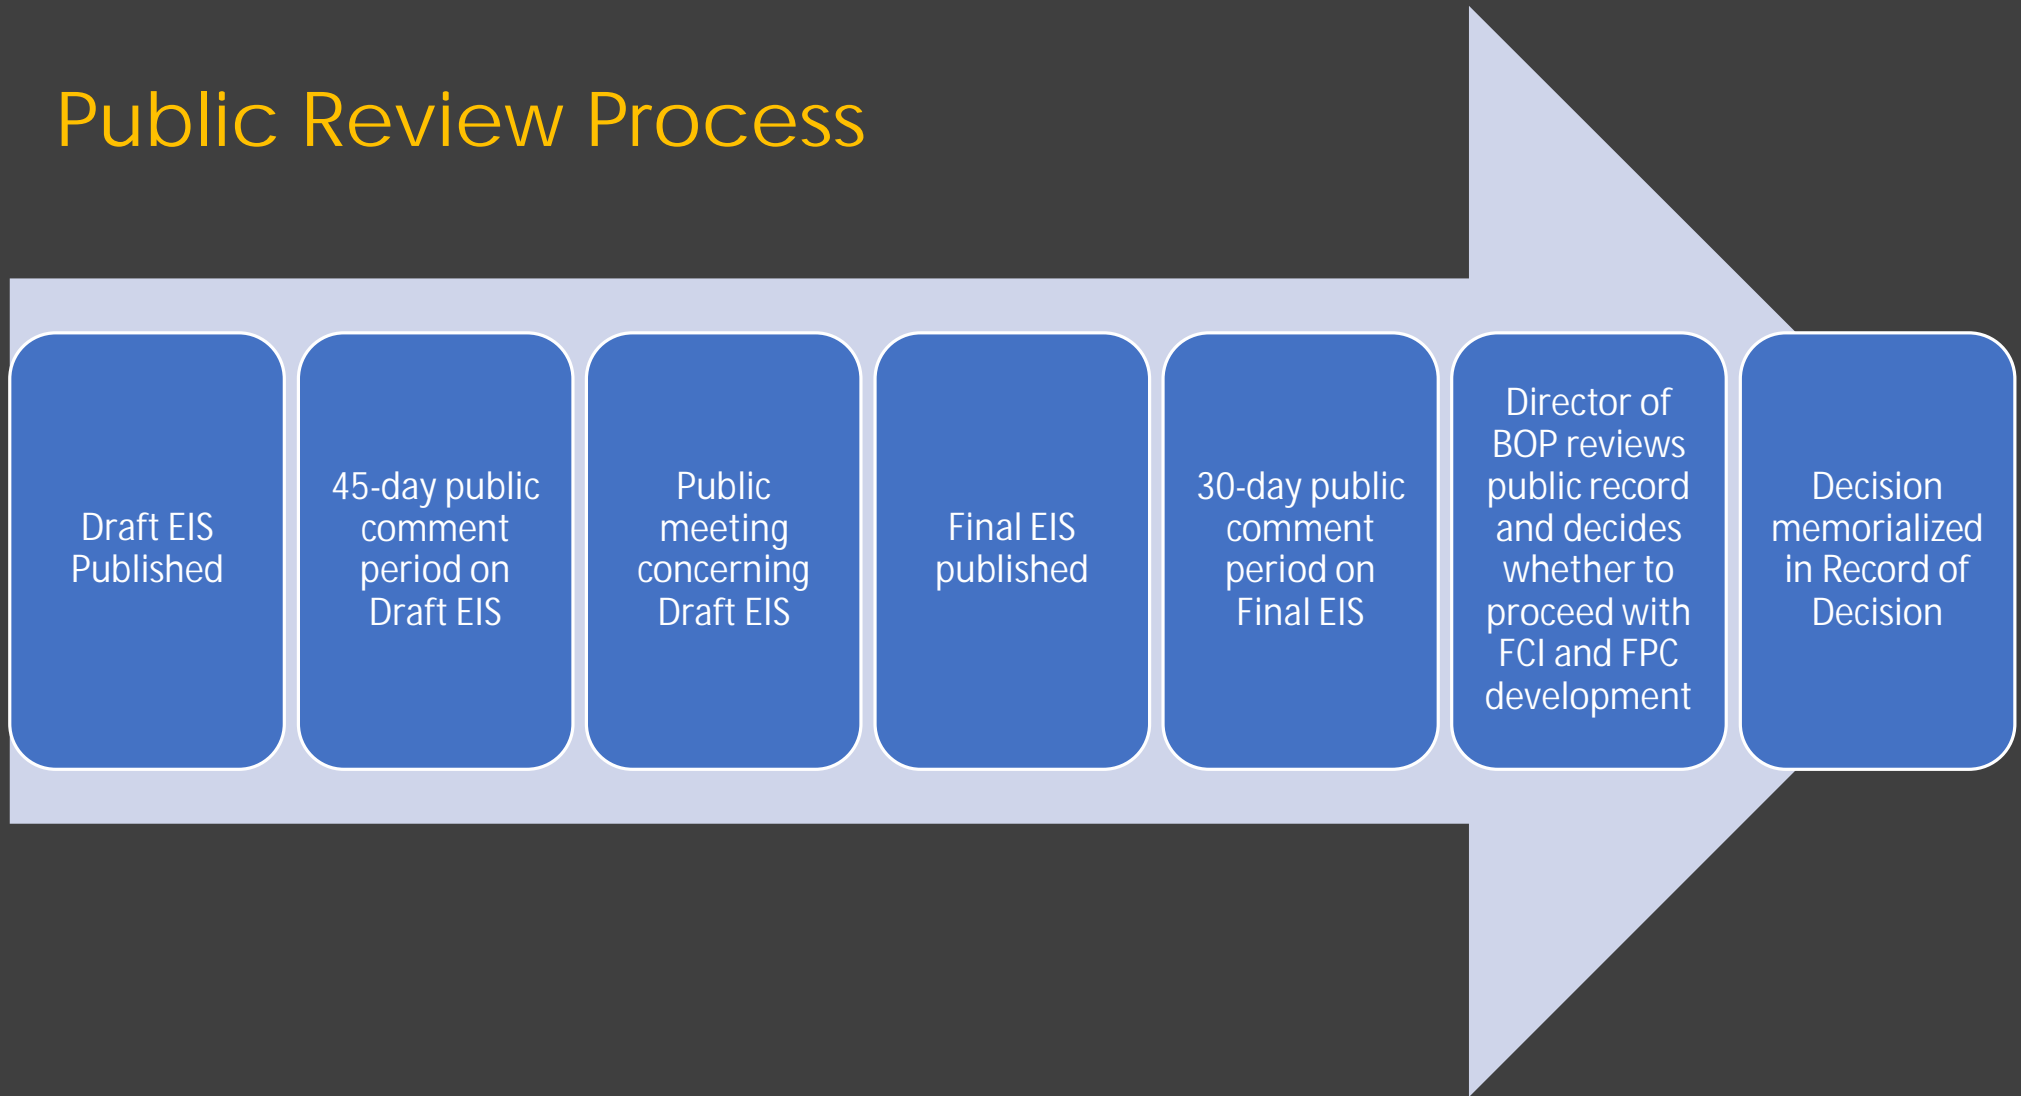 Public Review Process
Draft EIS
Published
45-day public
comment
period on
Draft EIS
Public
meeting
concerning
Draft EIS
Final EIS
published
30-day public
comment
period on
Final EIS
Director of
BOP reviews
public record
and decides
whether to
proceed with
FCI and FPC
development
Decision
memorialized
in Record of
Decision